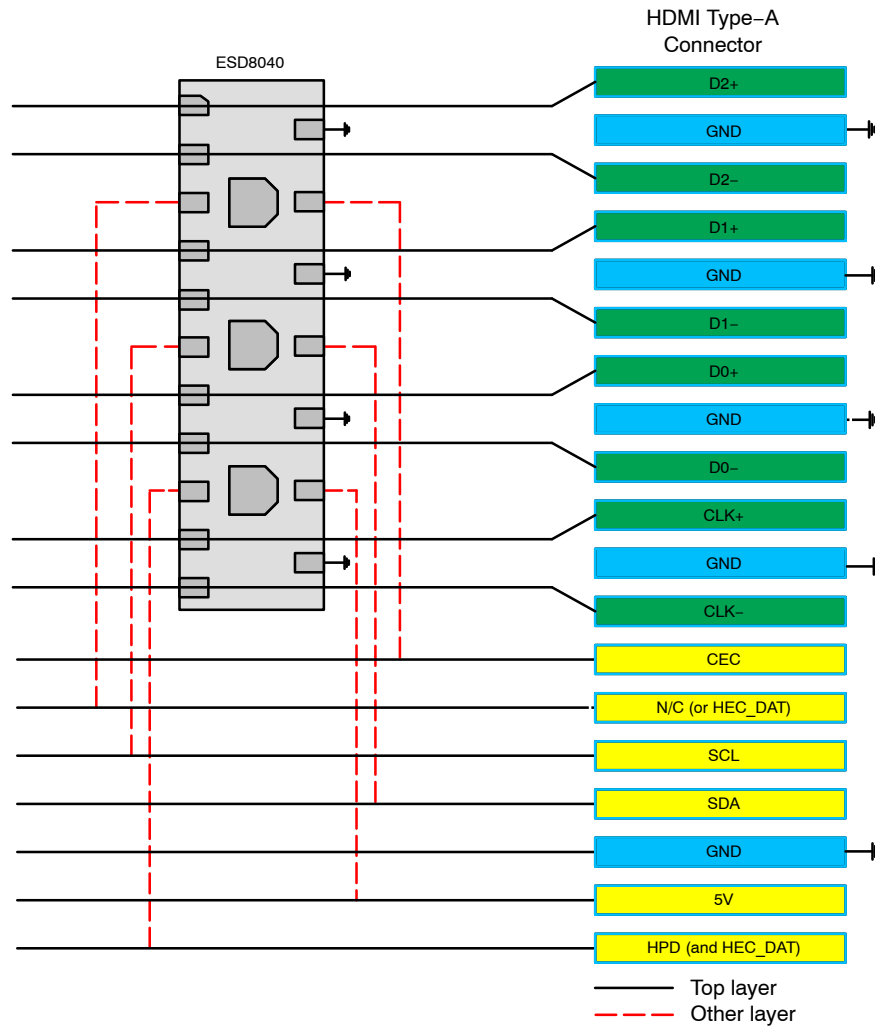 HDMI Type–A
Connector
ESD8040
D2+
GND
D2–
D1+
GND
D1–
D0+
GND
D0–
CLK+
GND
CLK–
CEC
N/C (or HEC_DAT)
SCL
SDA
GND
5V
HPD (and HEC_DAT)
Top layer
Other layer